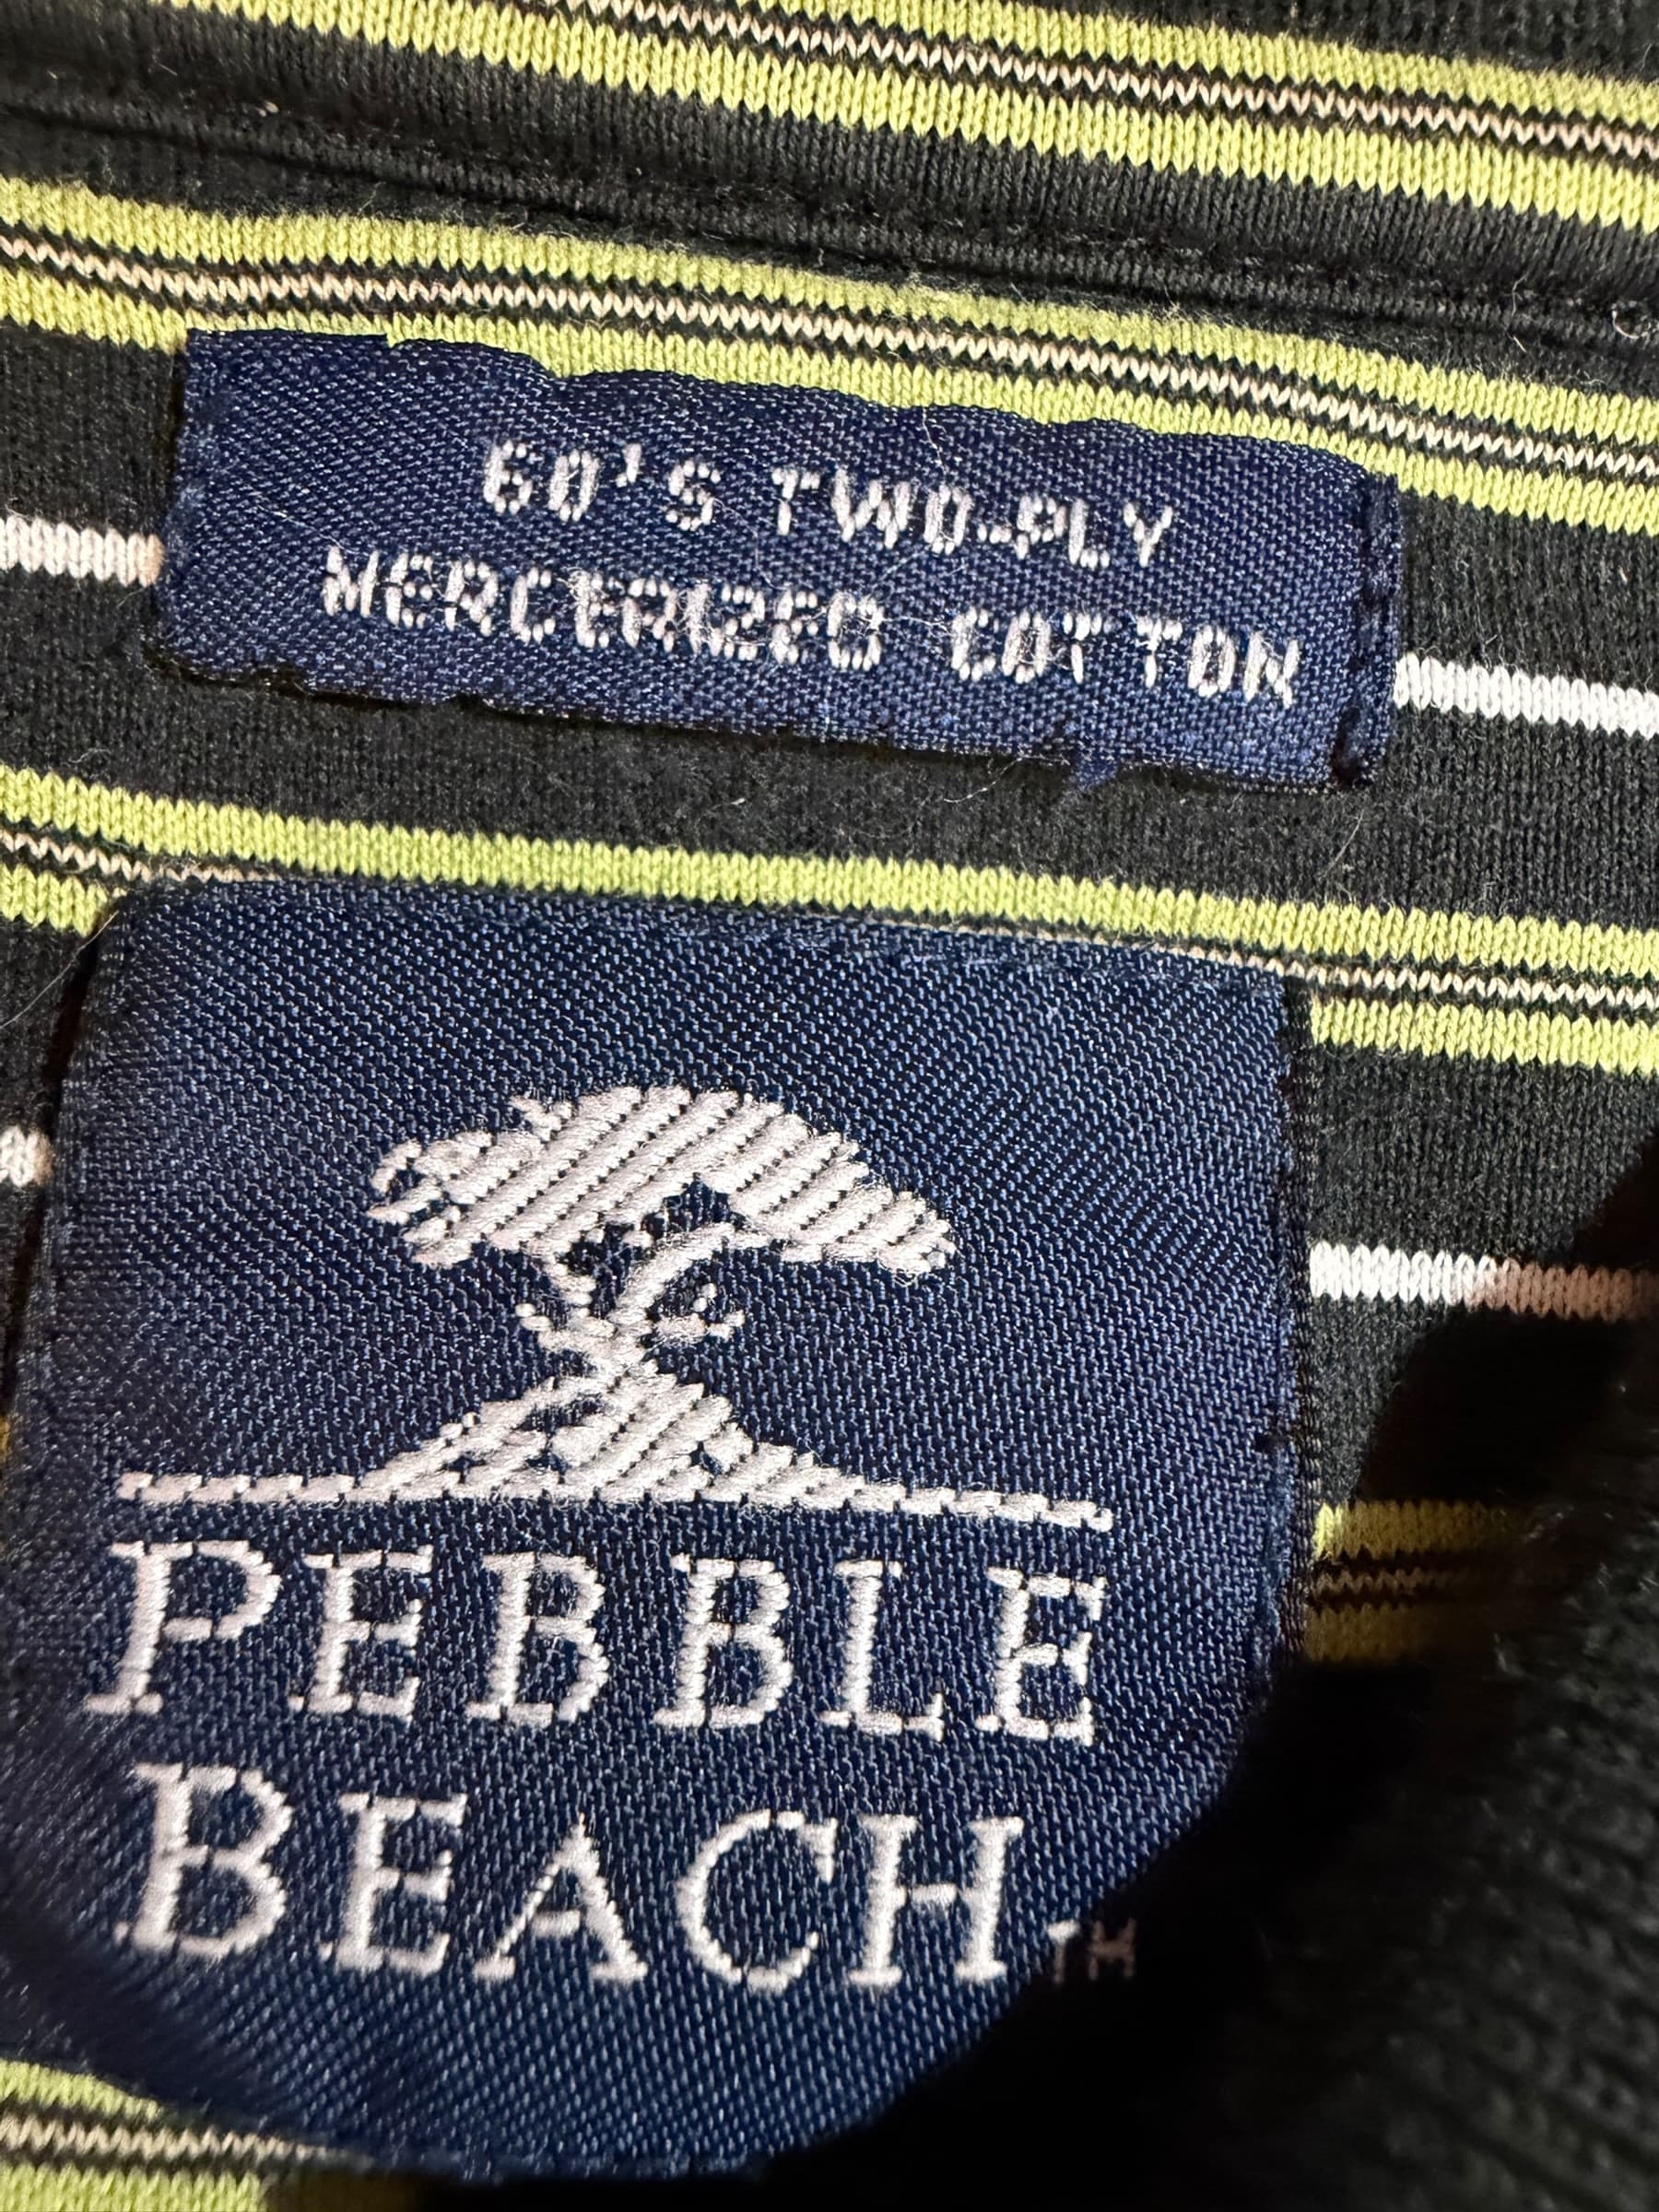 60'S TWO-PLY
MERCERIZED COTTON
PEBBLE
BEACH TM